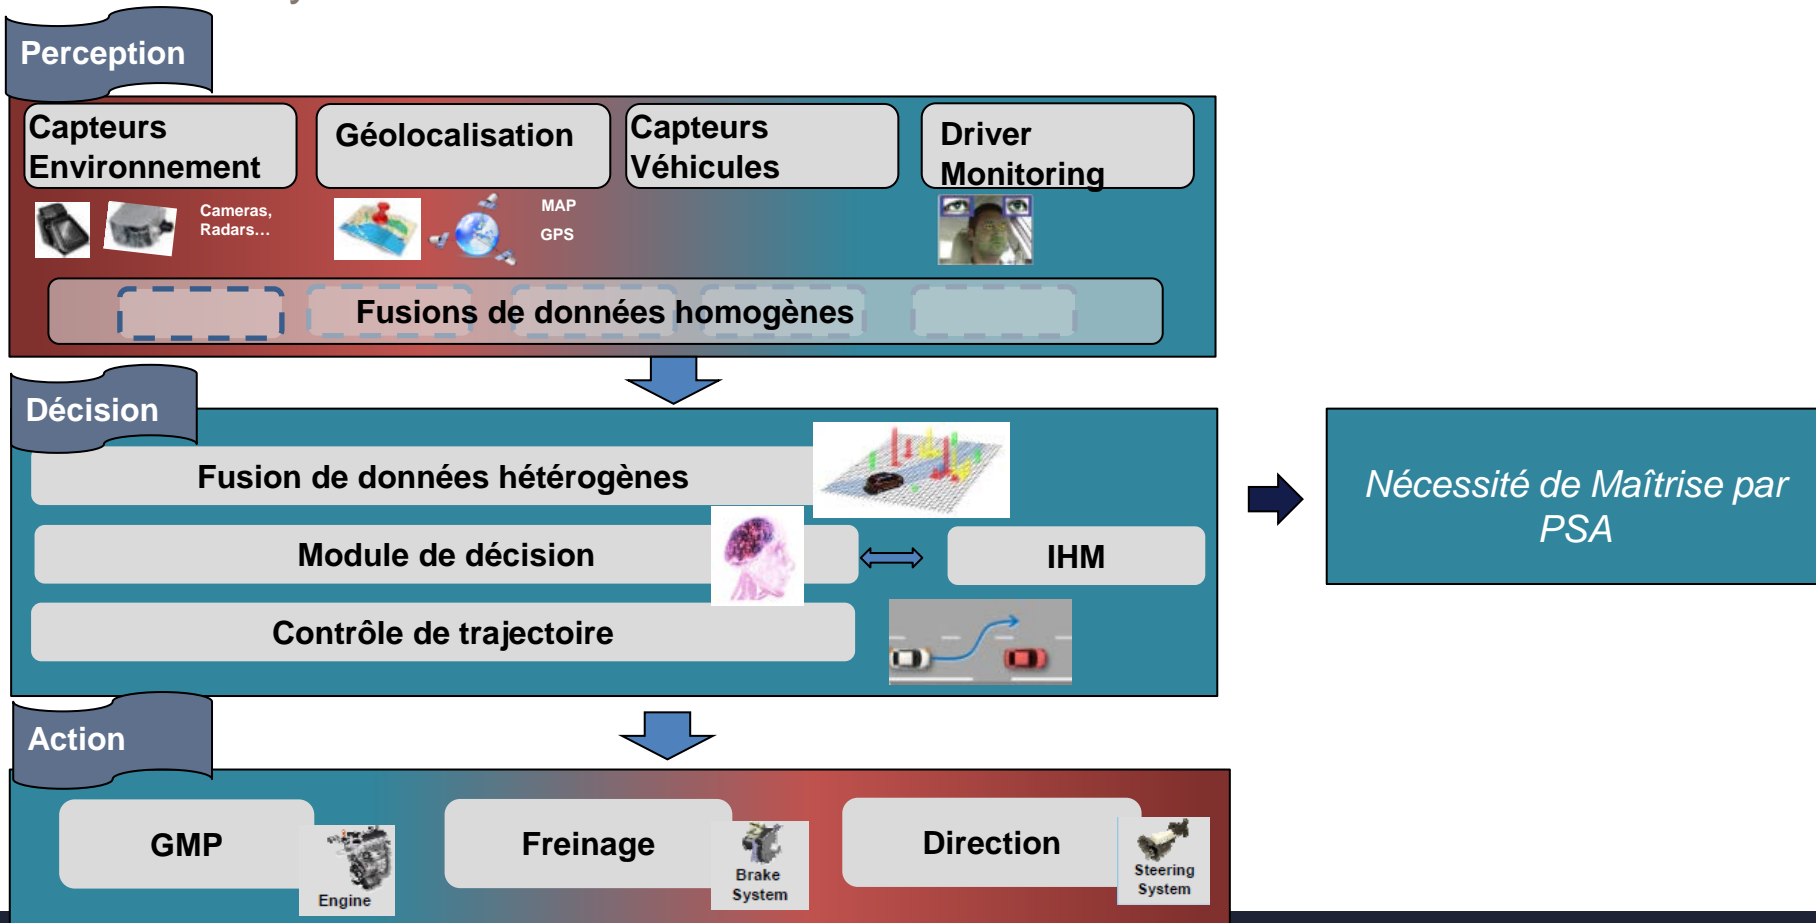 Perception
Capteurs
Environnement
Géolocalisation
Capteurs
Véhicules
Driver
Monitoring
Cameras,
Radars...
MAP
GPS
Fusions de données homogènes
Décision
Fusion de données hétérogènes
Module de décision
IHM
Contrôle de trajectoire
Nécessité de Maîtrise par
PSA
Action
GMP
Engine
Freinage
Brake
System
Direction
Steering
System